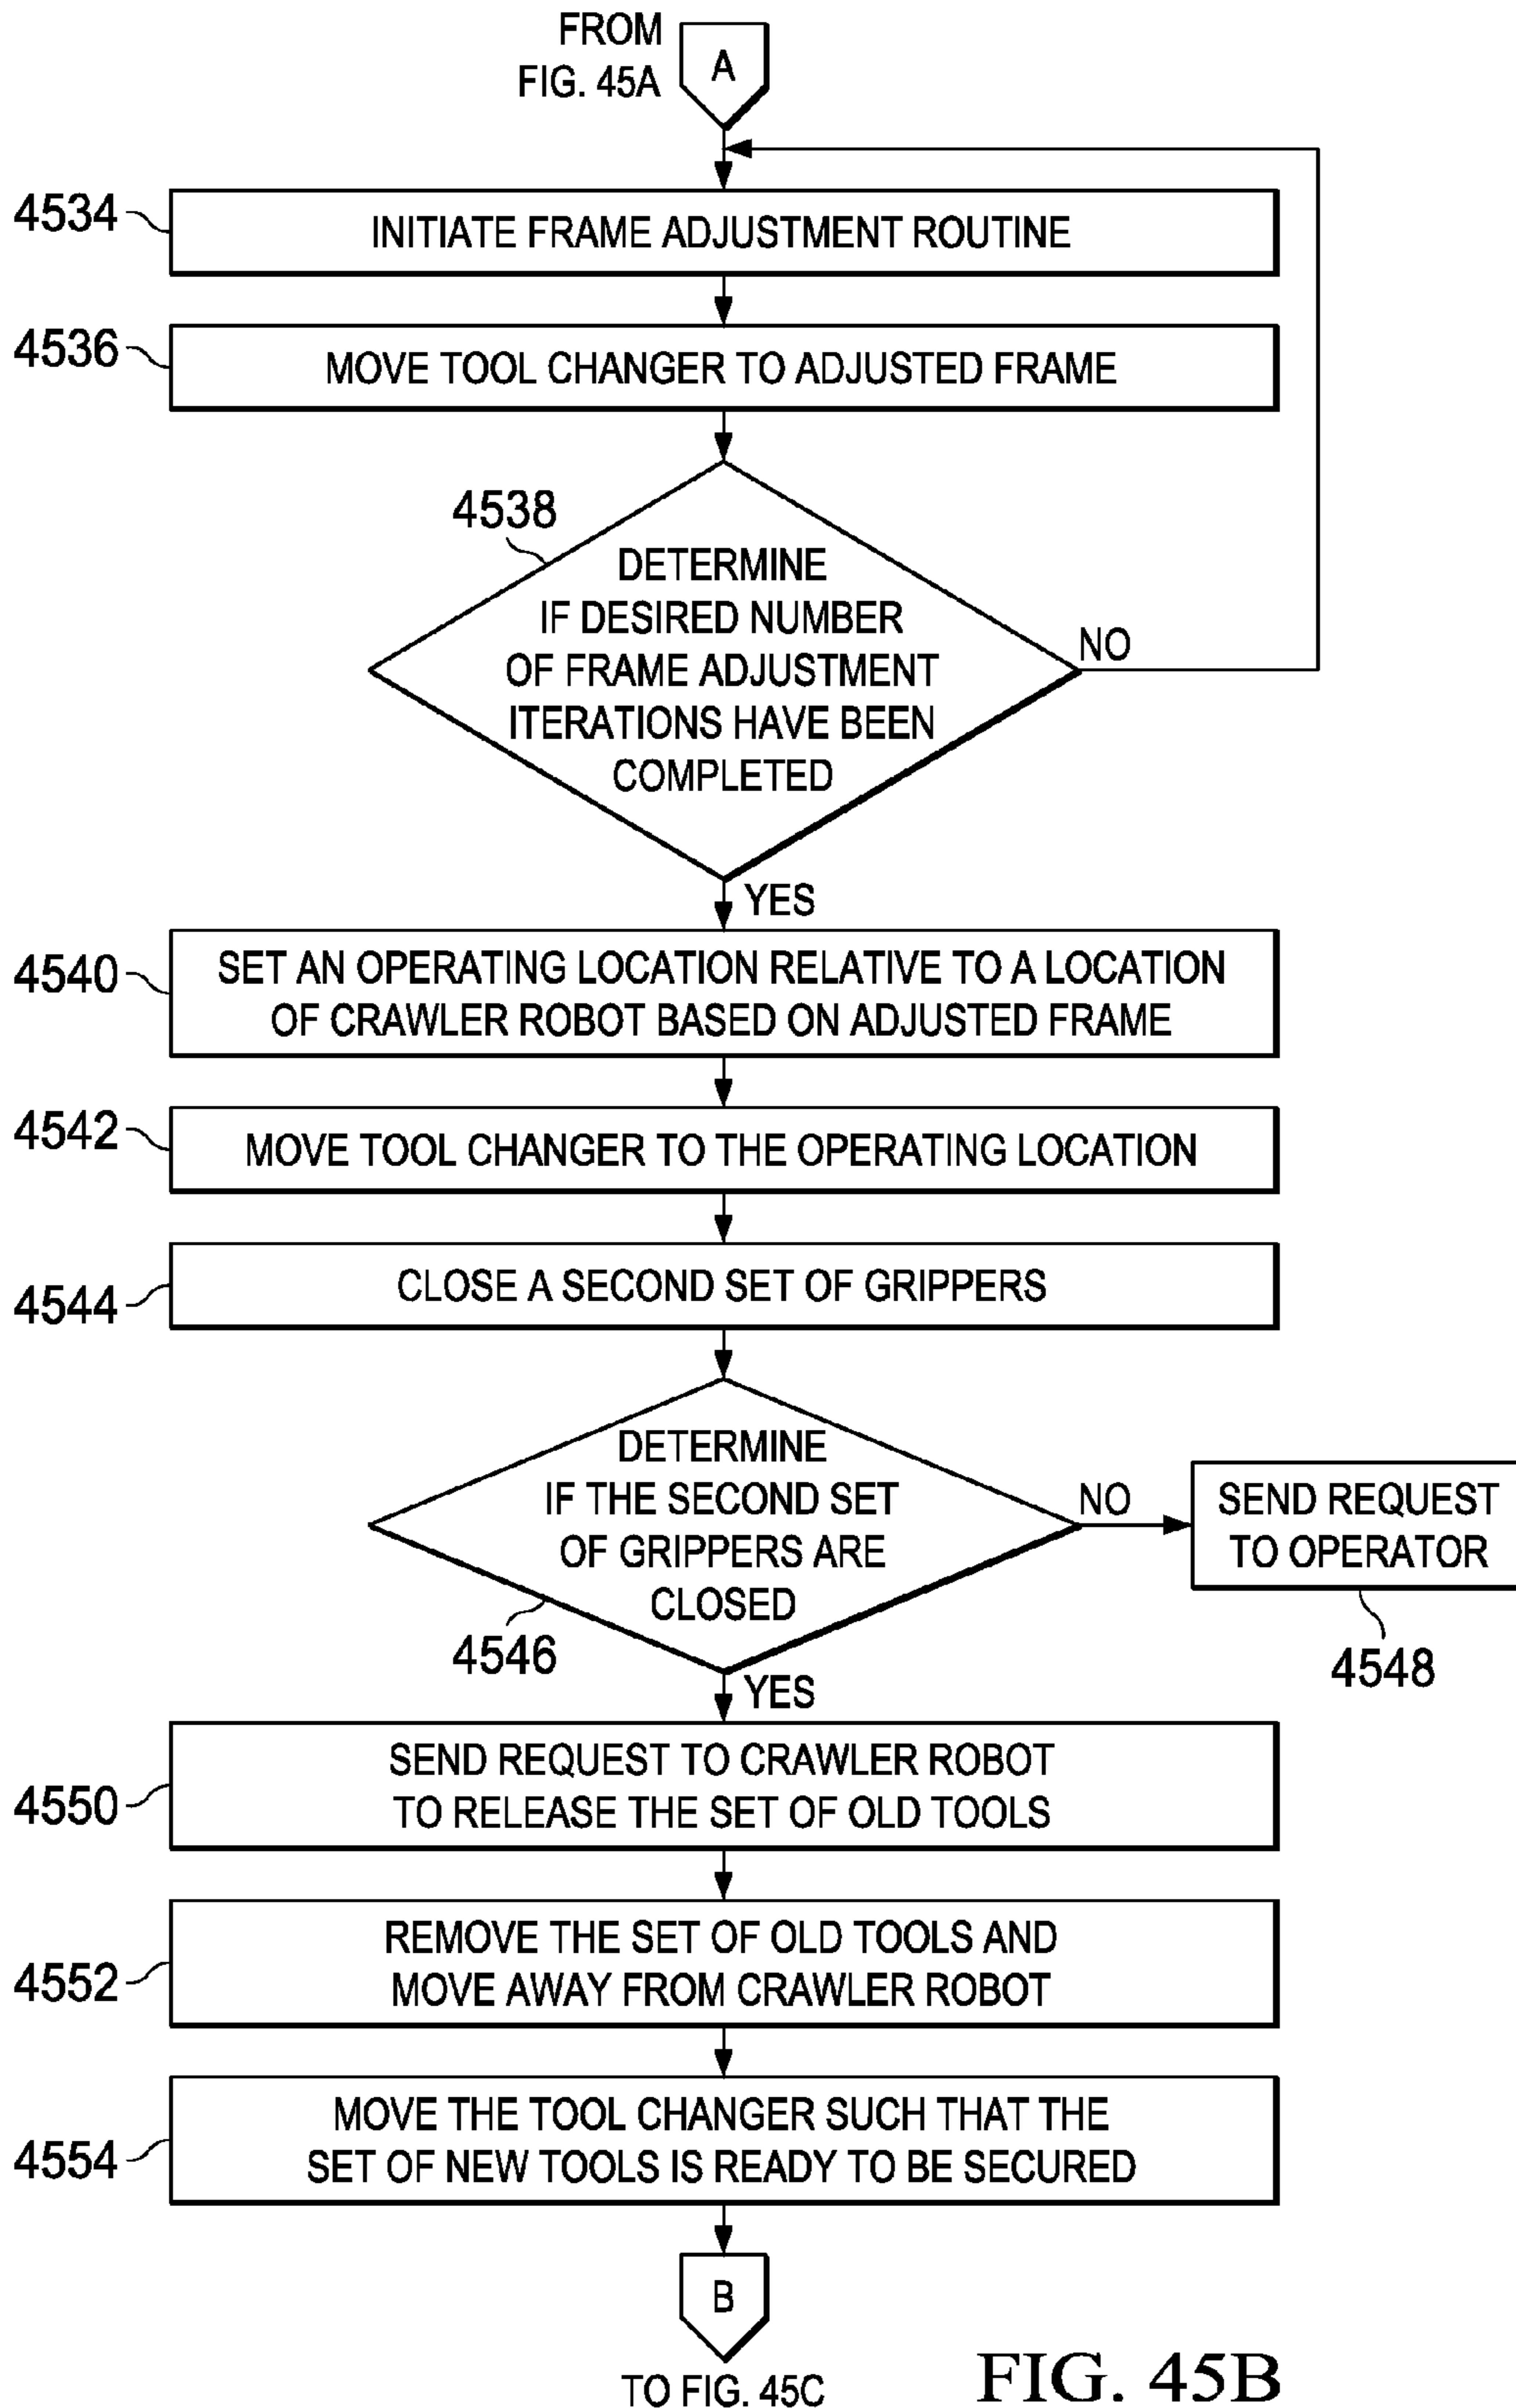 FROM
FIG. 45A
A
4534
INITIATE FRAME ADJUSTMENT ROUTINE
4536
MOVE TOOL CHANGER TO ADJUSTED FRAME
4538
DETERMINE
IF DESIRED NUMBER
OF FRAME ADJUSTMENT
ITERATIONS HAVE BEEN
COMPLETED
NO
YES
4540
SET AN OPERATING LOCATION RELATIVE TO A LOCATION
OF CRAWLER ROBOT BASED ON ADJUSTED FRAME
4542
MOVE TOOL CHANGER TO THE OPERATING LOCATION
4544
CLOSE A SECOND SET OF GRIPPERS
DETERMINE
IF THE SECOND SET
OF GRIPPERS ARE
CLOSED
4546
NO
SEND REQUEST
TO OPERATOR
4548
YES
4550
SEND REQUEST TO CRAWLER ROBOT
TO RELEASE THE SET OF OLD TOOLS
4552
REMOVE THE SET OF OLD TOOLS AND
MOVE AWAY FROM CRAWLER ROBOT
4554
MOVE THE TOOL CHANGER SUCH THAT THE
SET OF NEW TOOLS IS READY TO BE SECURED
B
TO FIG. 45C
FIG. 45B